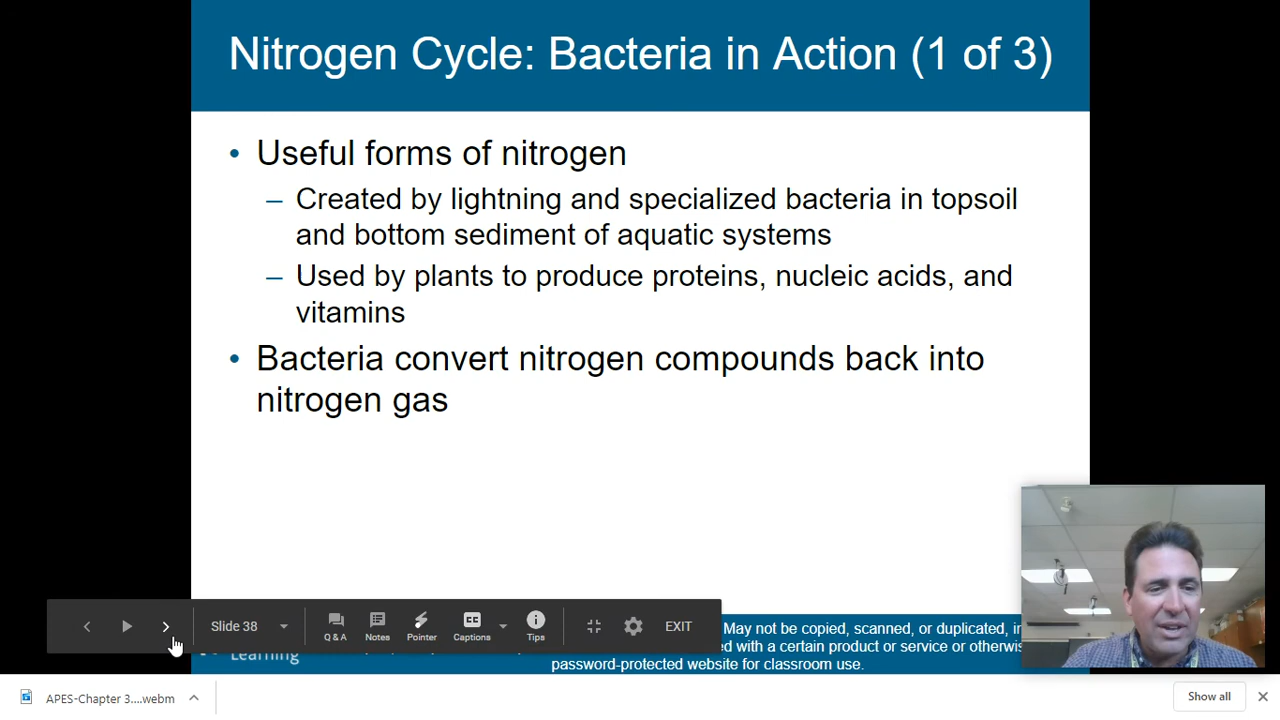 Nitrogen Cycle: Bacteria in Action (1 of 3)
• Useful forms of nitrogen
– Created by lightning and specialized bacteria in topsoil
and bottom sediment of aquatic systems
– Used by plants to produce proteins, nucleic acids, and
vitamins
• Bacteria convert nitrogen compounds back into
nitrogen gas
Slide 38
Q & A
Notes
Pointer
Captions
Tips
EXIT
May not be copied, scanned, or duplicated, in
with a certain product or service or otherwis
Learning
password-protected website for classroom use.
APES-Chapter 3....webm
Show all